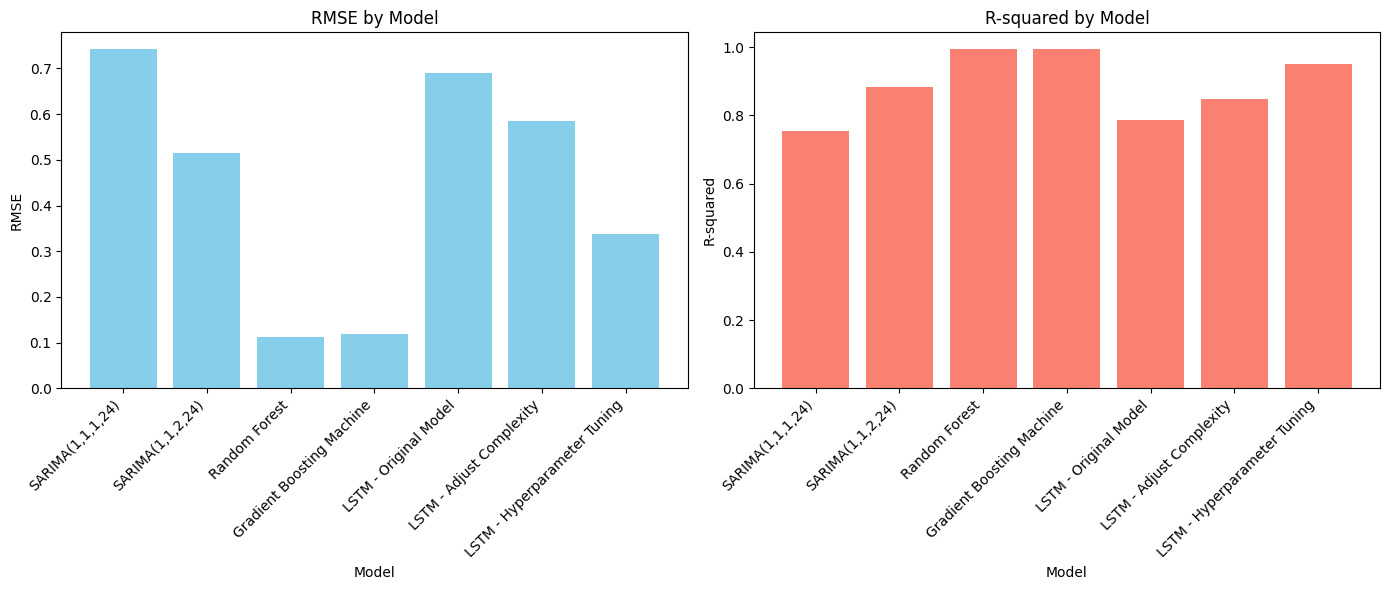 RMSE by Model
RMSE
0.7
0.6
0.5
0.4
0.3
0.2
0.1
0.0
SARIMA(1,1,1,24)
SARIMA(1,1,2,24)
Random Forest
Gradient Boosting Machine
LSTM - Original Model
LSTM - Adjust Complexity
LSTM - Hyperparameter Tuning
Model
R-squared by Model
R-squared
1.0
0.8
0.6
0.4
0.2
0.0
SARIMA(1,1,1,24)
SARIMA(1,1,2,24)
Random Forest
Gradient Boosting Machine
LSTM - Original Model
LSTM - Adjust Complexity
LSTM - Hyperparameter Tuning
Model